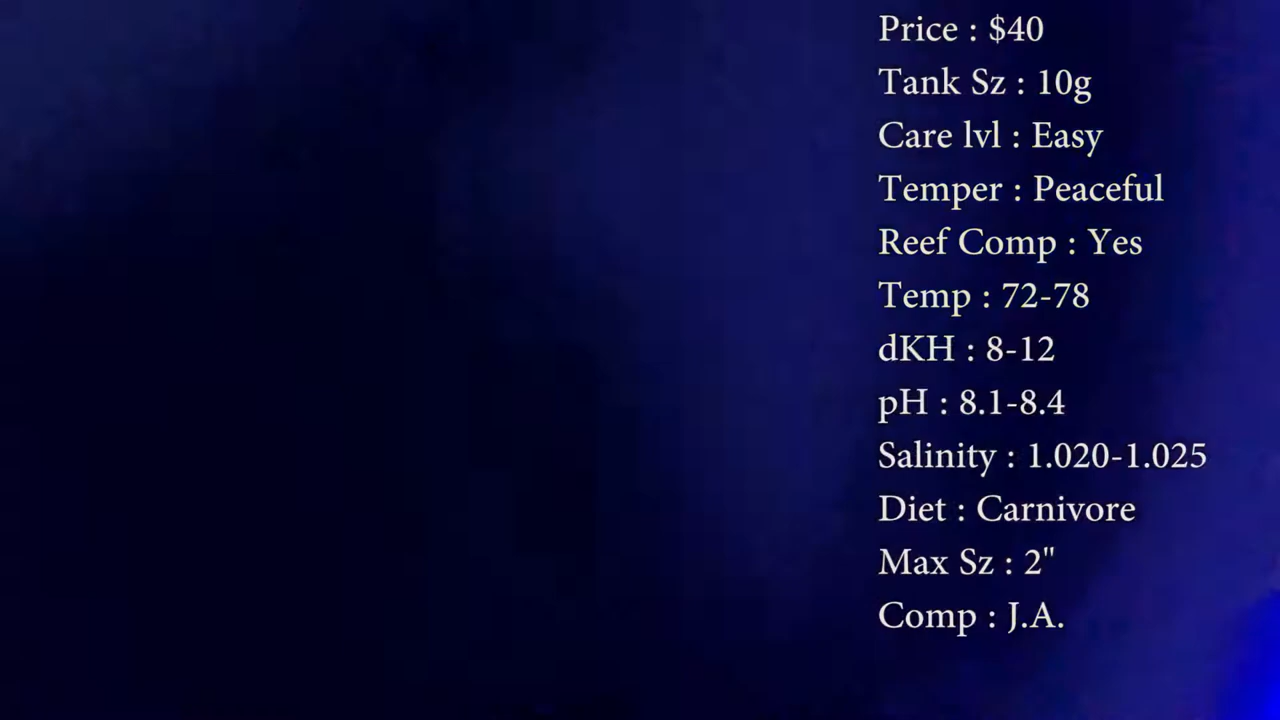 Price : $40
Tank Sz : 10g
Care lvl : Easy
Temper : Peaceful
Reef Comp : Yes
Temp : 72-78
dKH : 8-12
pH : 8.1-8.4
Salinity : 1.020-1.025
Diet : Carnivore
Max Sz : 2"
Comp : J.A.